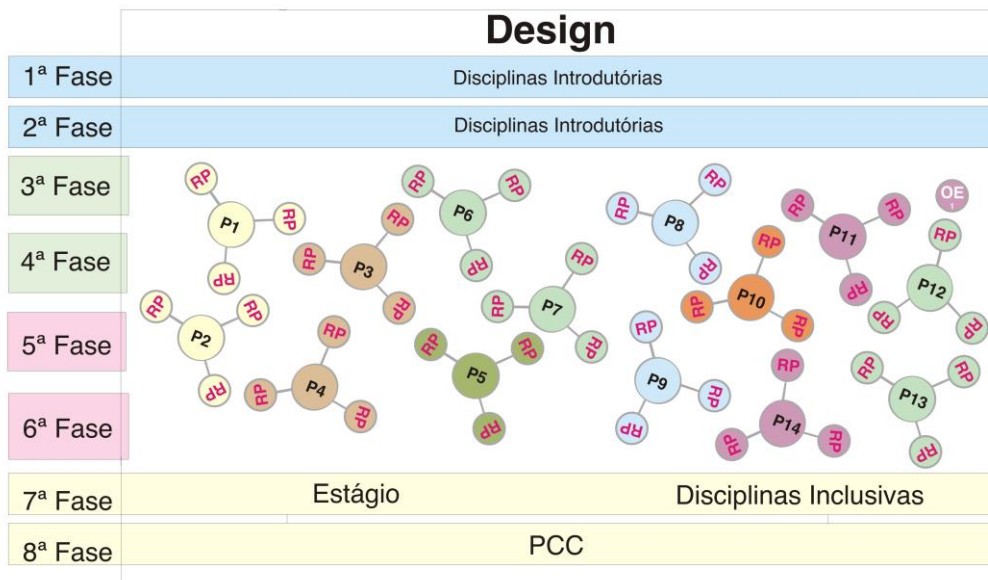 Design
1ª Fase
Disciplinas Introdutórias
2ª Fase
Disciplinas Introdutórias
3ª Fase
4ª Fase
5ª Fase
6ª Fase
RP
RP
RP
P1
RP
RP
RP
P2
RP
RP
RP
P3
RP
RP
RP
P4
RP
RP
RP
P5
RP
RP
RP
P6
RP
RP
RP
P7
RP
RP
RP
P8
RP
RP
RP
P9
RP
RP
RP
P10
RP
RP
RP
P11
RP
RP
RP
P12
RP
RP
RP
P13
RP
RP
RP
P14
OE
1
7ª Fase
Estágio
Disciplinas Inclusivas
8ª Fase
PCC